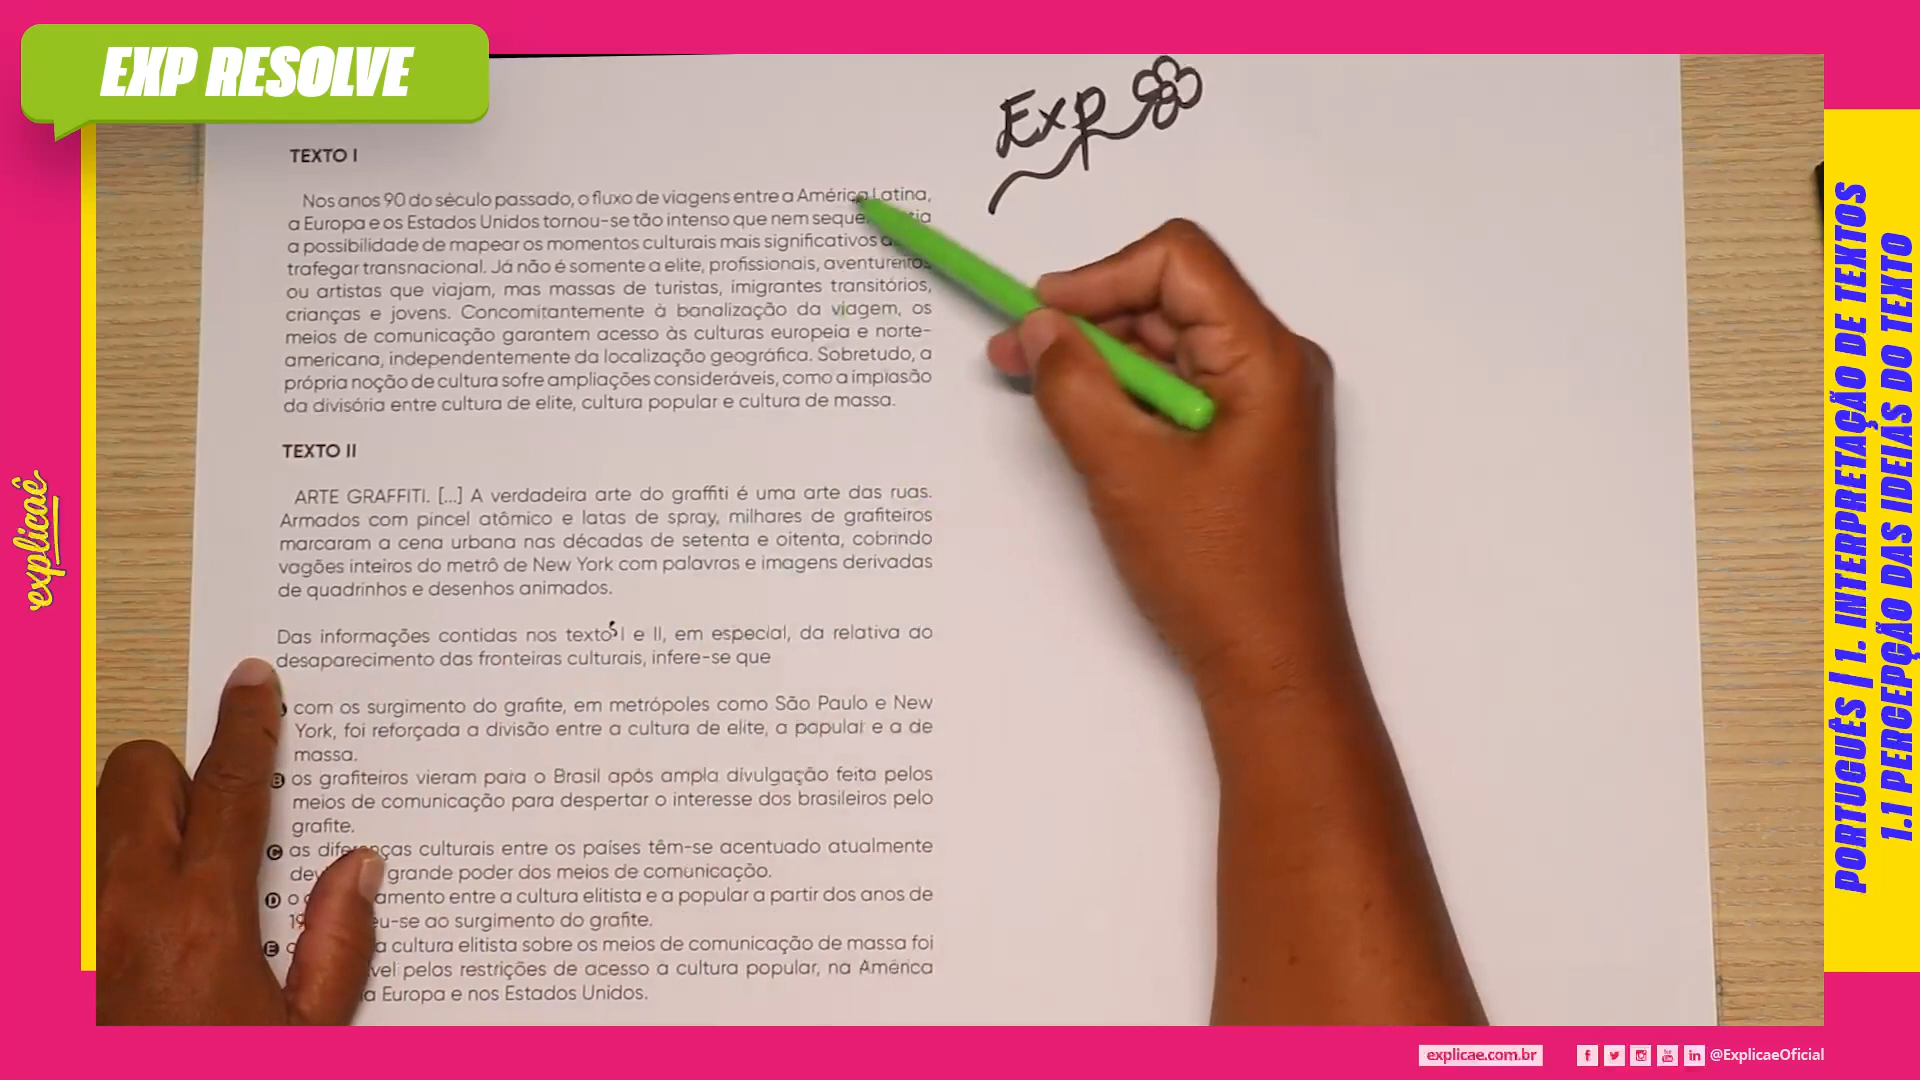 EXP RESOLVE
Exp
TEXTO I
Nos anos 90 do século passado, o fluxo de viagens entre a América Latina,
a Europa e os Estados Unidos tornou-se tão intenso que nem sequer
a possibilidade de mapear os momentos culturais mais significativos
trafegar transnacional. Já não é somente a elite, profissionais, aventureiros
ou artistas que viajam, mas massas de turistas, imigrantes transitórios,
crianças e jovens. Concomitantemente à banalização da viagem, os
meios de comunicação garantem acesso às culturas europeia e norte-
americana, independentemente da localização geográfica. Sobretudo, a
própria noção de cultura sofre ampliações consideráveis, como a implosão
da divisória entre cultura de elite, cultura popular e cultura de massa.
TEXTO II
ARTE GRAFFITI. [...] A verdadeira arte do graffiti é uma arte das ruas.
Armados com pincel atômico e latas de spray, milhares de grafiteiros
marcaram a cena urbana nas décadas de setenta e oitenta, cobrindo
vagões inteiros do metrô de New York com palavras e imagens derivadas
de quadrinhos e desenhos animados.
Das informações contidas nos textos I e II, em especial, da relativa ao
desaparecimento das fronteiras culturais, infere-se que
com os surgimento do grafite, em metrópoles como São Paulo e New
York, foi reforçada a divisão entre a cultura de elite, a popular e a de
massa.
B os grafiteiros vieram para o Brasil após ampla divulgação feita pelos
meios de comunicação para despertar o interesse dos brasileiros pelo
grafite.
C as diferenças culturais entre os países têm-se acentuado atualmente
grande poder dos meios de comunicação.
D o entre a cultura elitista e a popular a partir dos anos de
ao surgimento do grafite.
E a cultura elitista sobre os meios de comunicação de massa foi
pelos restrições de acesso à cultura popular, na América
Europa e nos Estados Unidos.
explicaê
PORTUGUÊS | 1. INTERPRETAÇÃO DE TEXTOS
1.1 PERCEPÇÃO DAS IDEIAS DO TEXTO
explicae.com.br
@ExplicaeOficial